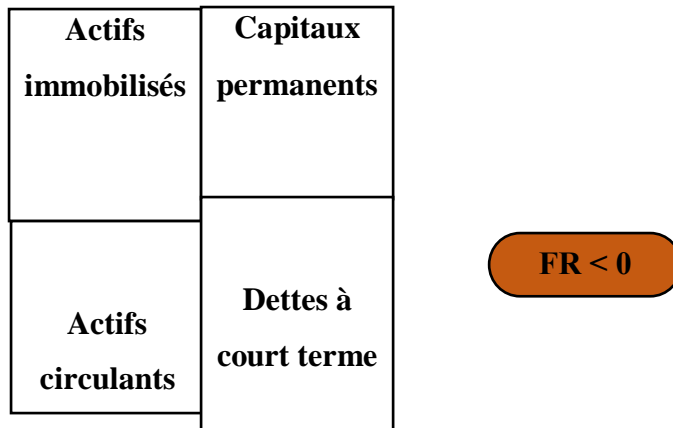 Actifs
immobilisés
Capitaux
permanents
Actifs
circulants
Dettes à
court terme
FR < 0